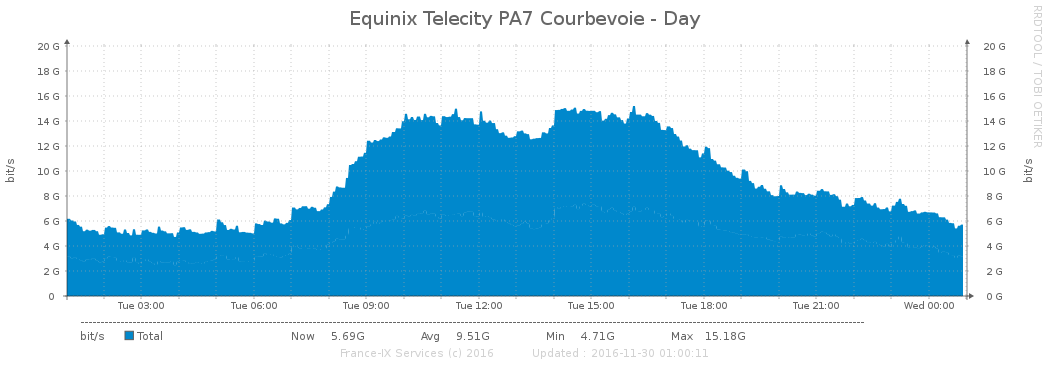 Equinix Telecity PA7 Courbevoie - Day
RRDTOOL / TOBI OETIKER
20 G 20 G
18 G 18 G
16 G 16 G
14 G 14 G
12 G 12 G
10 G 10 G
8 G 8 G
6 G 6 G
4 G 4 G
2 G 2 G
0 0 G
bit/s
bit/s
Tue 03:00 Tue 06:00 Tue 09:00 Tue 12:00 Tue 15:00 Tue 18:00 Tue 21:00 Wed 00:00
bit/s Total Now 5.69G Avg 9.51G Min 4.71G Max 15.18G
France-IX Services (c) 2016 Updated : 2016-11-30 01:00:11